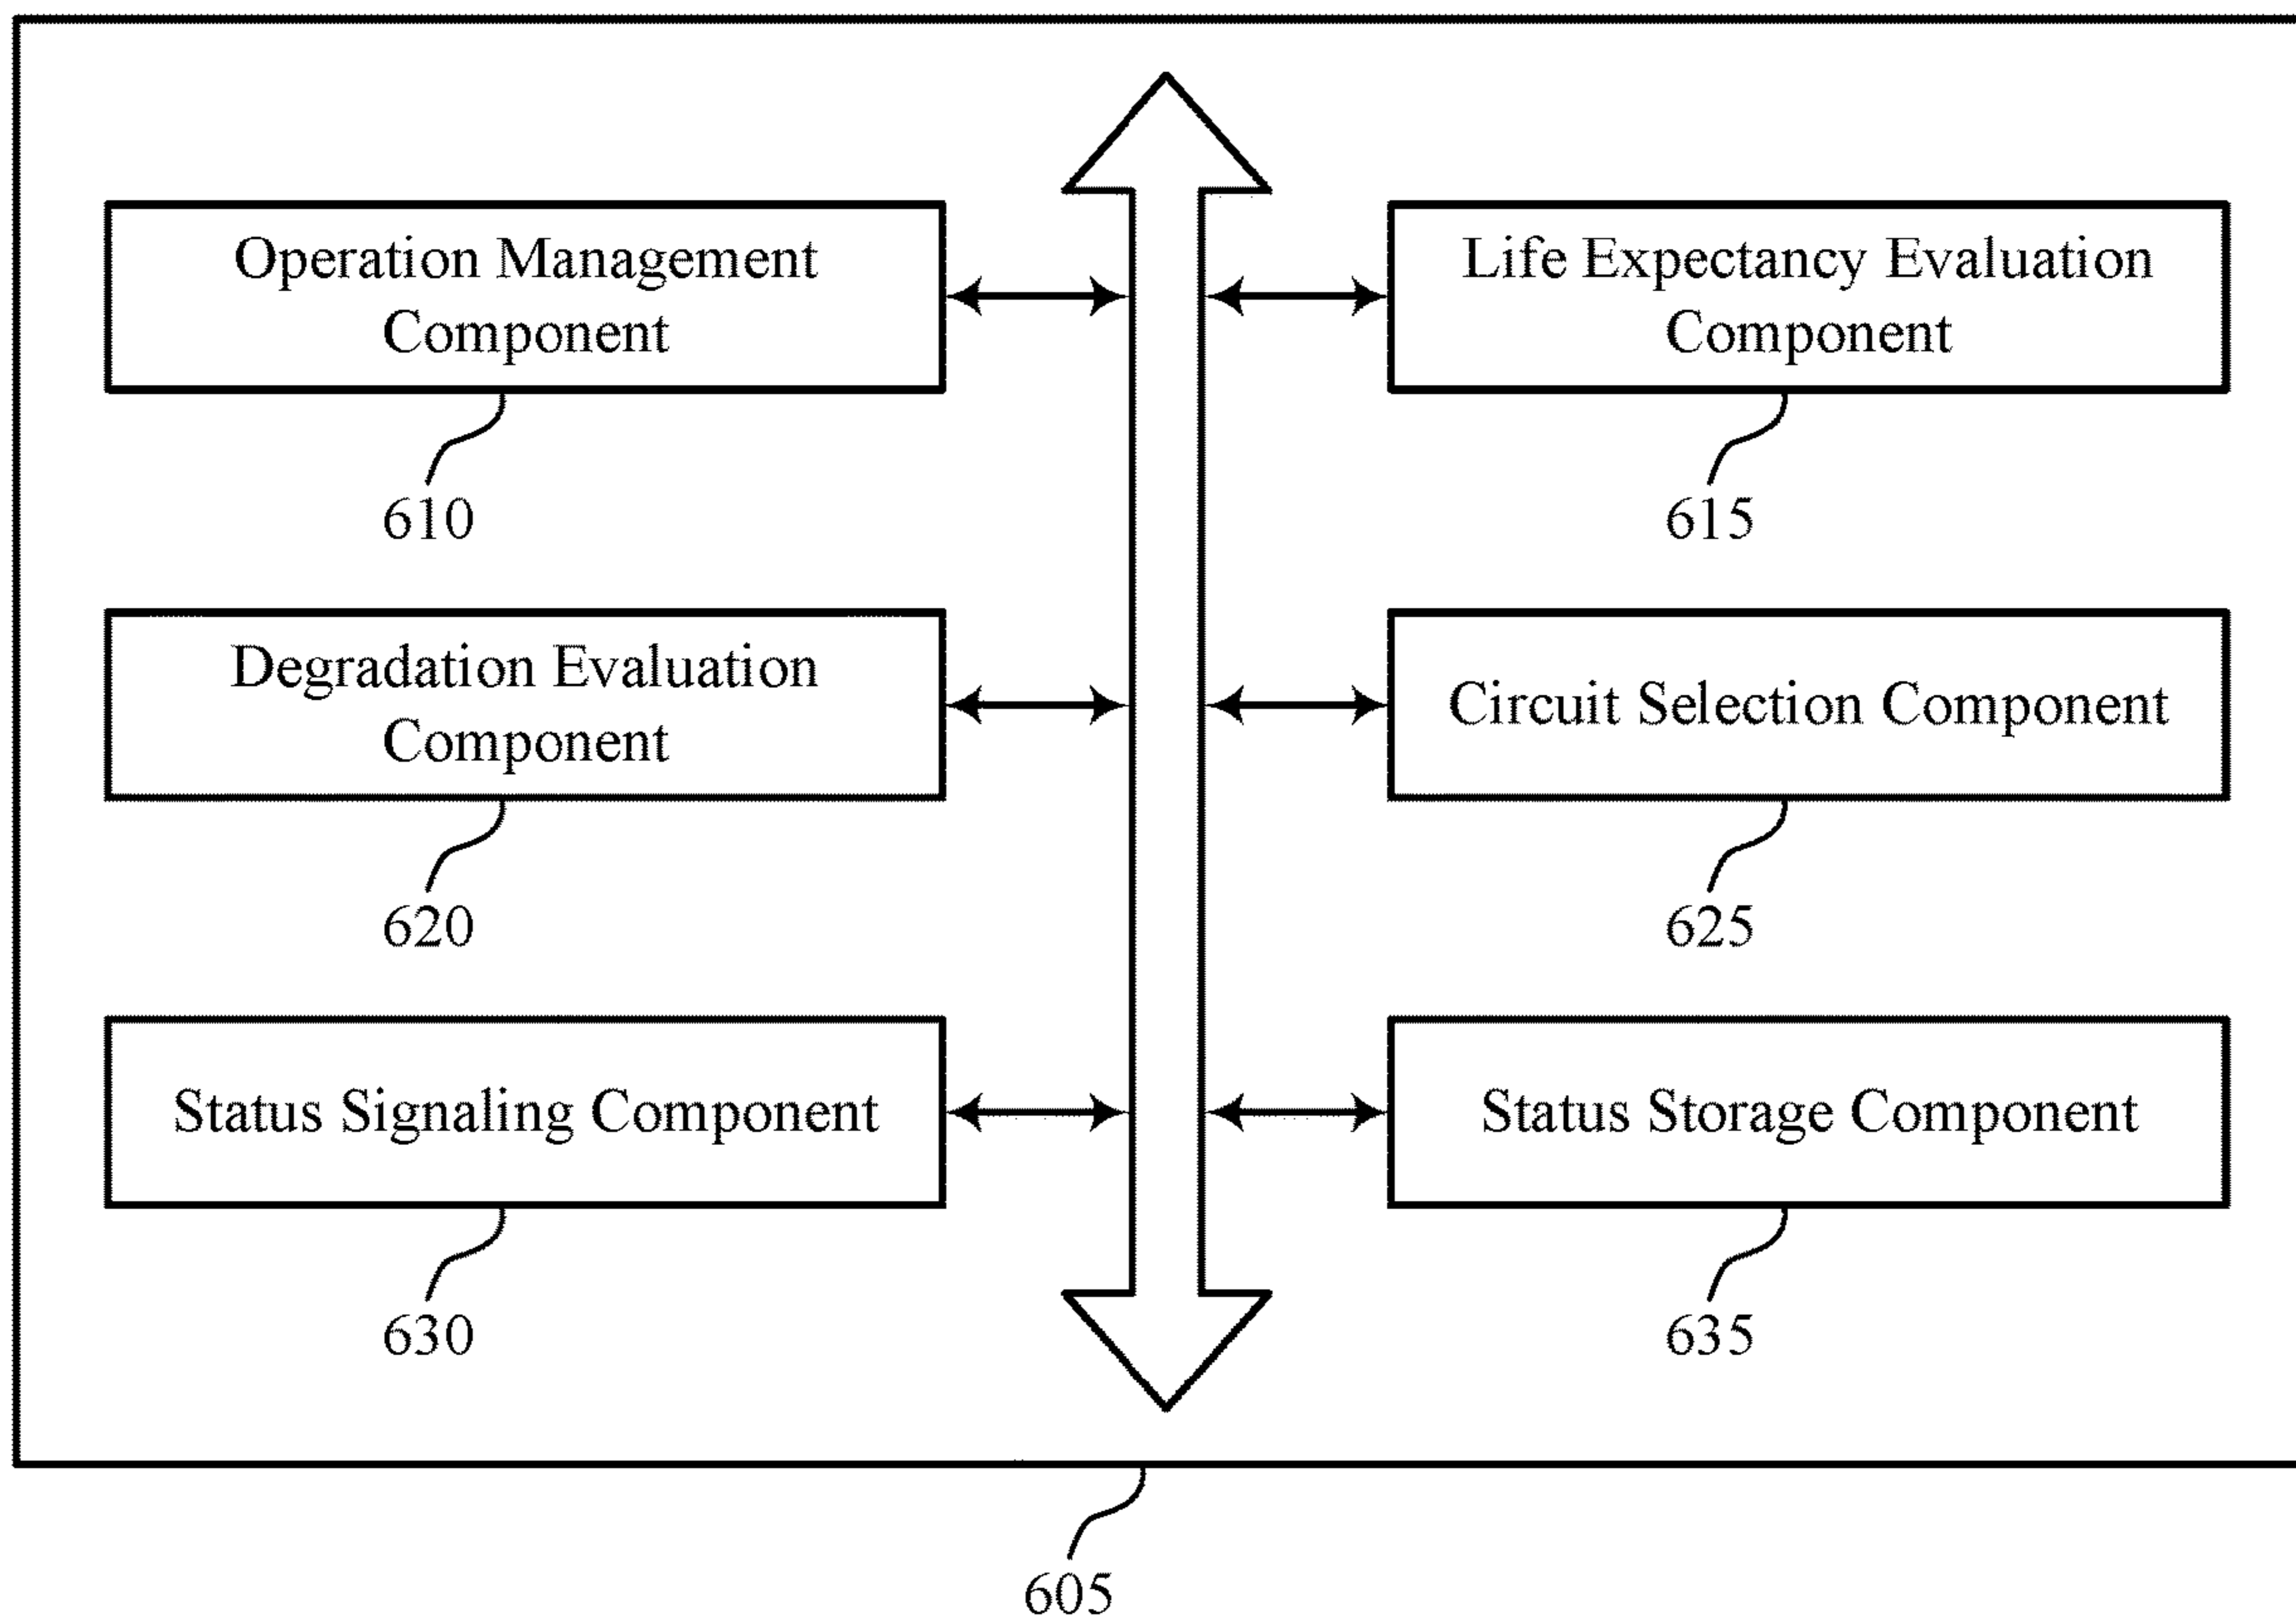 Operation Management
Component
610
Life Expectancy Evaluation
Component
615
Degradation Evaluation
Component
620
Circuit Selection Component
625
Status Signaling Component
630
Status Storage Component
635
605